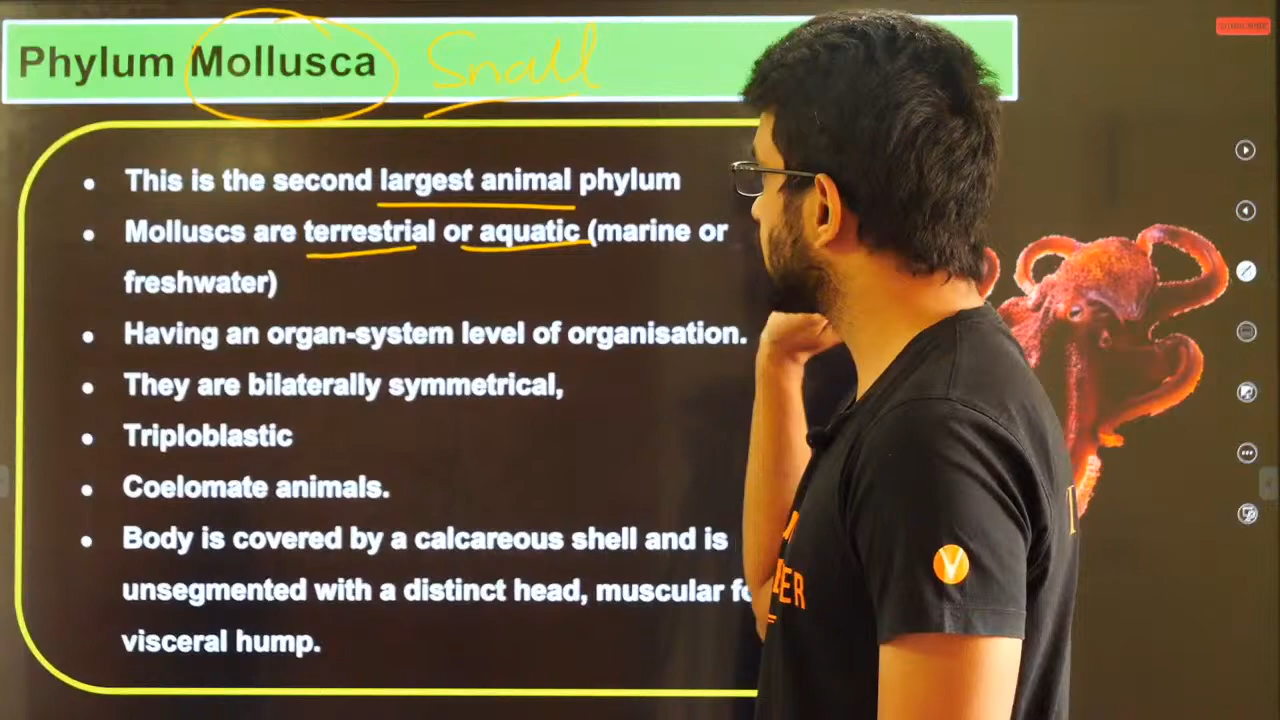 Phylum Mollusca Snail
SUBSCRIBE
This is the second largest animal phylum
Molluscs are terrestrial or aquatic (marine or
freshwater)
Having an organ-system level of organisation.
They are bilaterally symmetrical,
Triploblastic
Coelomate animals.
Body is covered by a calcareous shell and is
unsegmented with a distinct head, muscular
visceral hump.
V